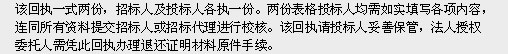 该回执一式两份，招标人及投标人各执一份。两份表格投标人均需如实填写各项内容，
连同所有资料提交招标人或招标代理进行校核。该回执请投标人妥善保管，法人授权
委托人需凭此回执办理退还证明材料原件手续。